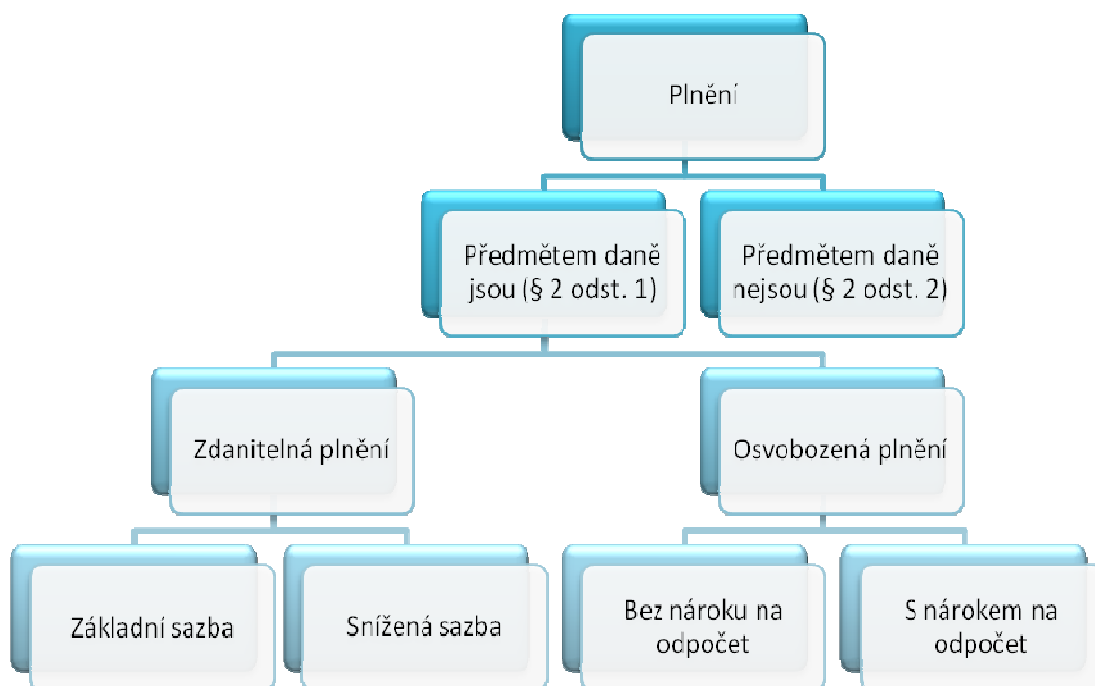 Plnění
Předmětem daně
jsou (§ 2 odst. 1)
Předmětem daně
nejsou (§ 2 odst. 2)
Zdanitelná plnění
Osvobozená plnění
Základní sazba
Snížená sazba
Bez nároku na
odpočet
S nárokem na
odpočet